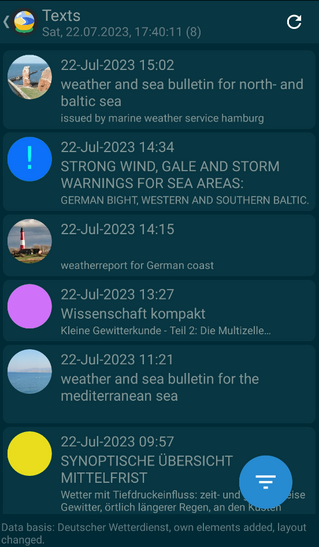 Texts
Sat, 22.07.2023, 17:40:11 (8)
22-Jul-2023 15:02
weather and sea bulletin for north- and
baltic sea
issued by marine weather service hamburg
!
22-Jul-2023 14:34
STRONG WIND, GALE AND STORM
WARNINGS FOR SEA AREAS:
GERMAN BIGHT, WESTERN AND SOUTHERN BALTIC.
22-Jul-2023 14:15
weatherreport for German coast
22-Jul-2023 13:27
Wissenschaft kompakt
Kleine Gewitterkunde - Teil 2: Die Multizelle...
22-Jul-2023 11:21
weather and sea bulletin for the
mediterranean sea
22-Jul-2023 09:57
SYNOPTISCHE ÜBERSICHT
MITTELFRIST
Wetter mit Tiefdruckeinfluss: zeit- und
Gewitter, örtlich längerer Regen, an den Küsten
Data basis: Deutscher Wetterdienst, own elements added, layout
changed.